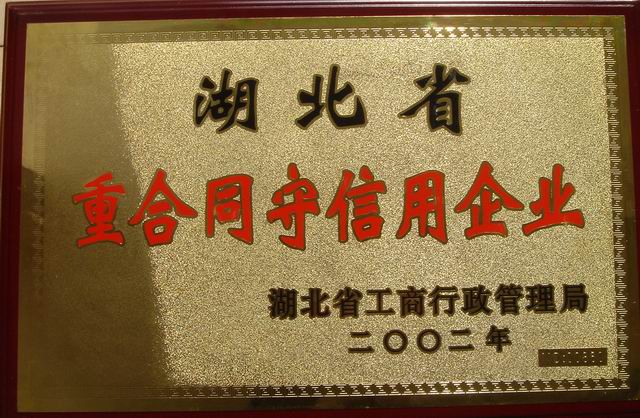 湖北省
重合同守信用企业
湖北省工商行政管理局
二〇〇二年